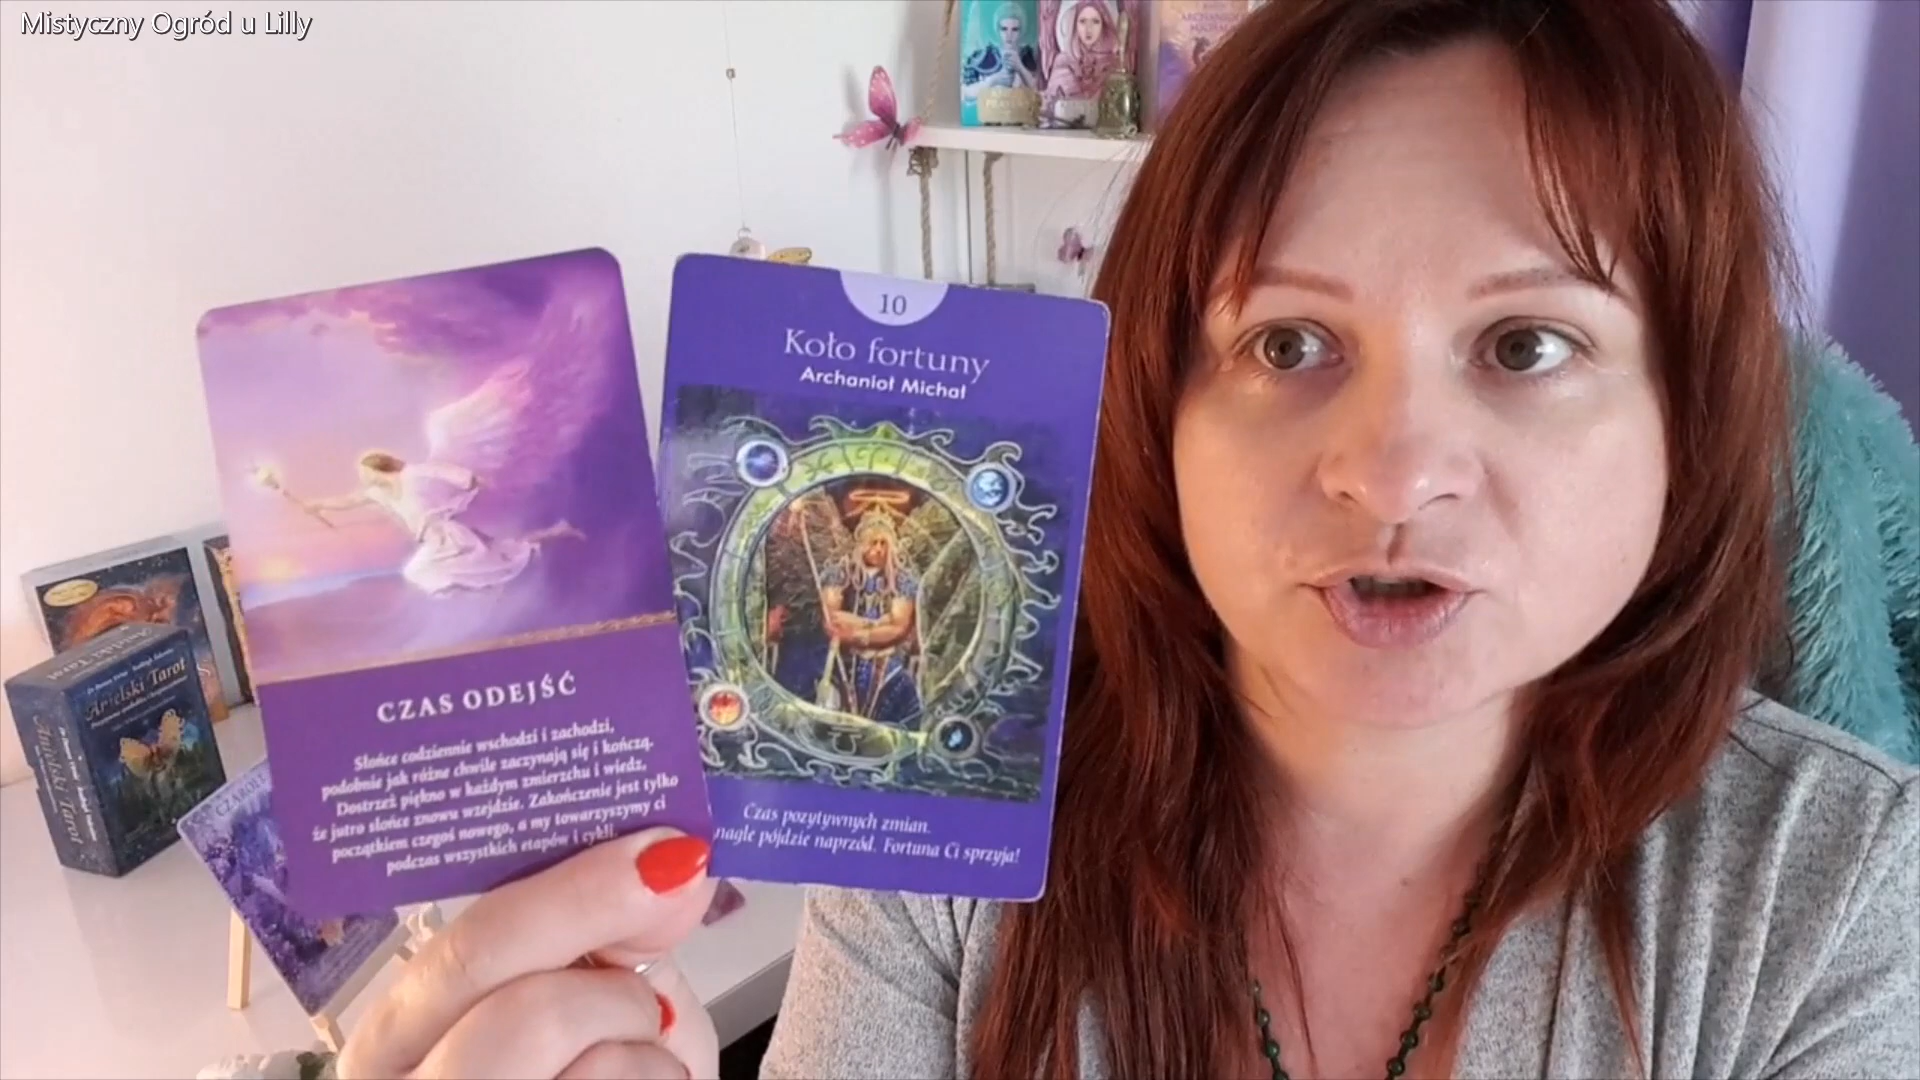 Mistyczny Ogród u Lilly
10
Koło fortuny
Archanioł Michał
Czas pozytywnych zmian.
nagle pójdzie naprzód. Fortuna Ci sprzyja!
CZAS ODEJŚĆ
Słońce codziennie wschodzi i zachodzi,
podobnie jak różne chwile zaczynają się i kończą.
Dostrzeż piękno w każdym zmierzchu i wiedz,
że jutro słońce znowu wzejdzie. Zakończenie jest tylko
początkiem czegoś nowego, a my towarzyszymy ci
podczas wszystkich etapów i cykli.
Anielski Tarot
Anielski Tarot